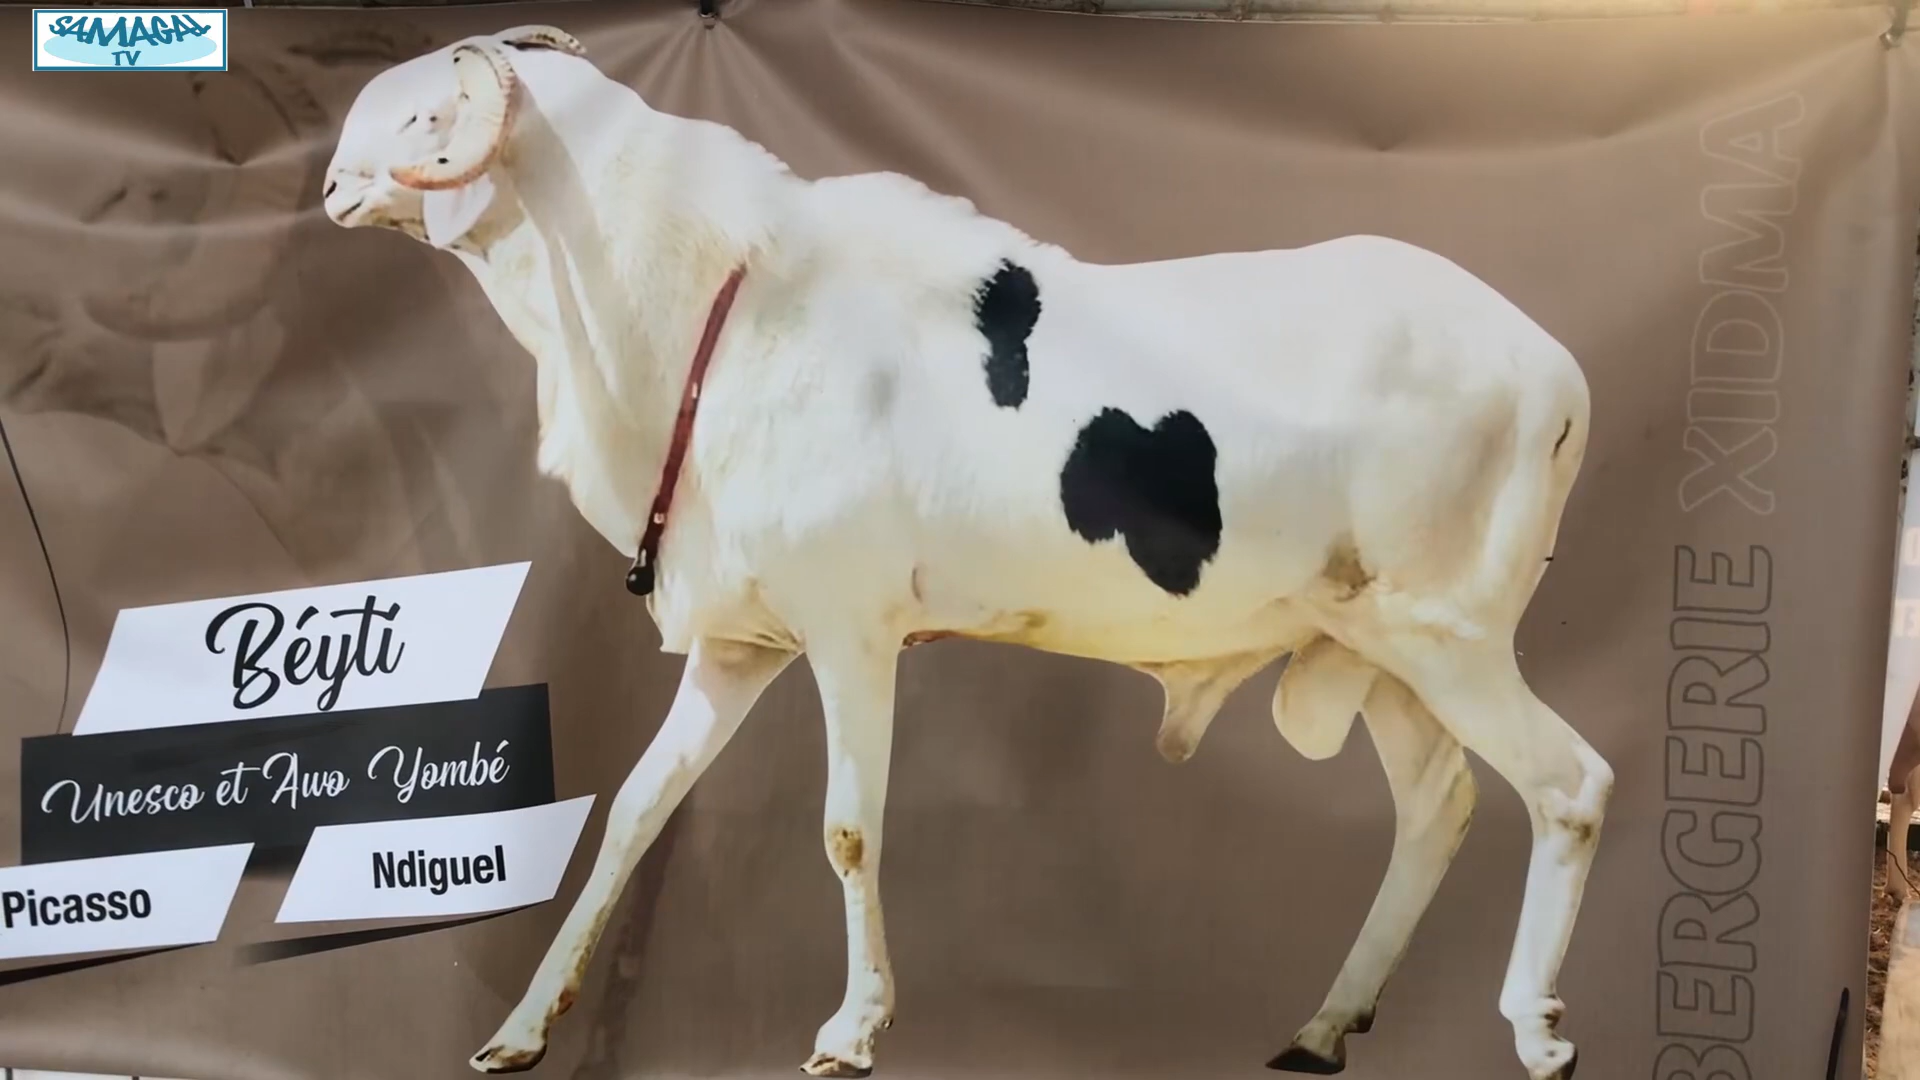 SAMAGAL
TV
Béyti
Unesco et Awo Yombé
Picasso
Ndiguel
BERGERIE XIDMA